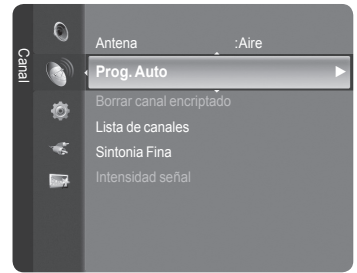 Canal
Antena :Aire
Prog. Auto
Borrar canal encriptado
Lista de canales
Sintonia Fina
Intensidad señal